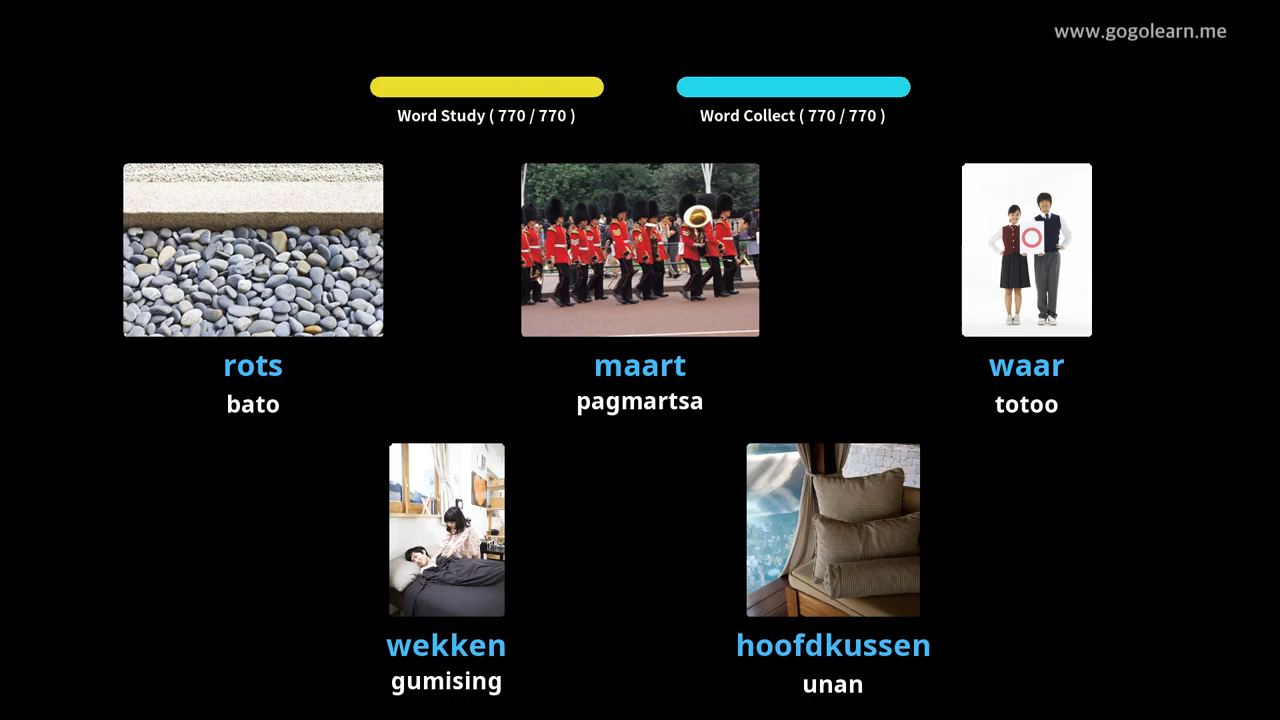 www.gogolearn.me
Word Study ( 770 / 770 )
Word Collect ( 770 / 770 )
rots
bato
maart
pagmartsa
waar
totoo
wekken
gumising
hoofdkussen
unan